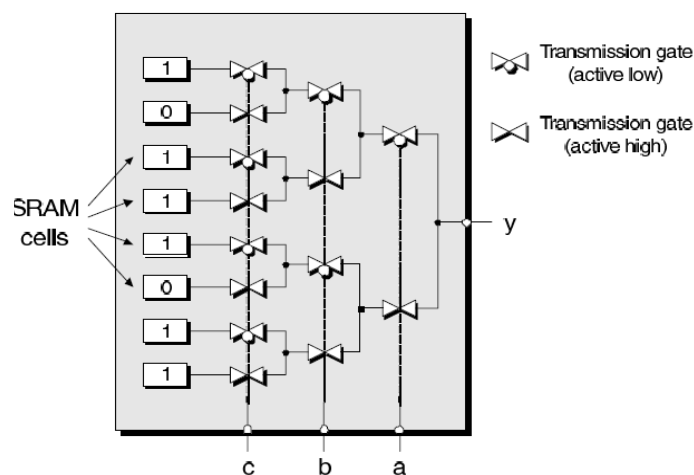 1
0
1
1
1
0
1
1
SRAM
cells
Transmission gate
(active low)
Transmission gate
(active high)
y
c b a